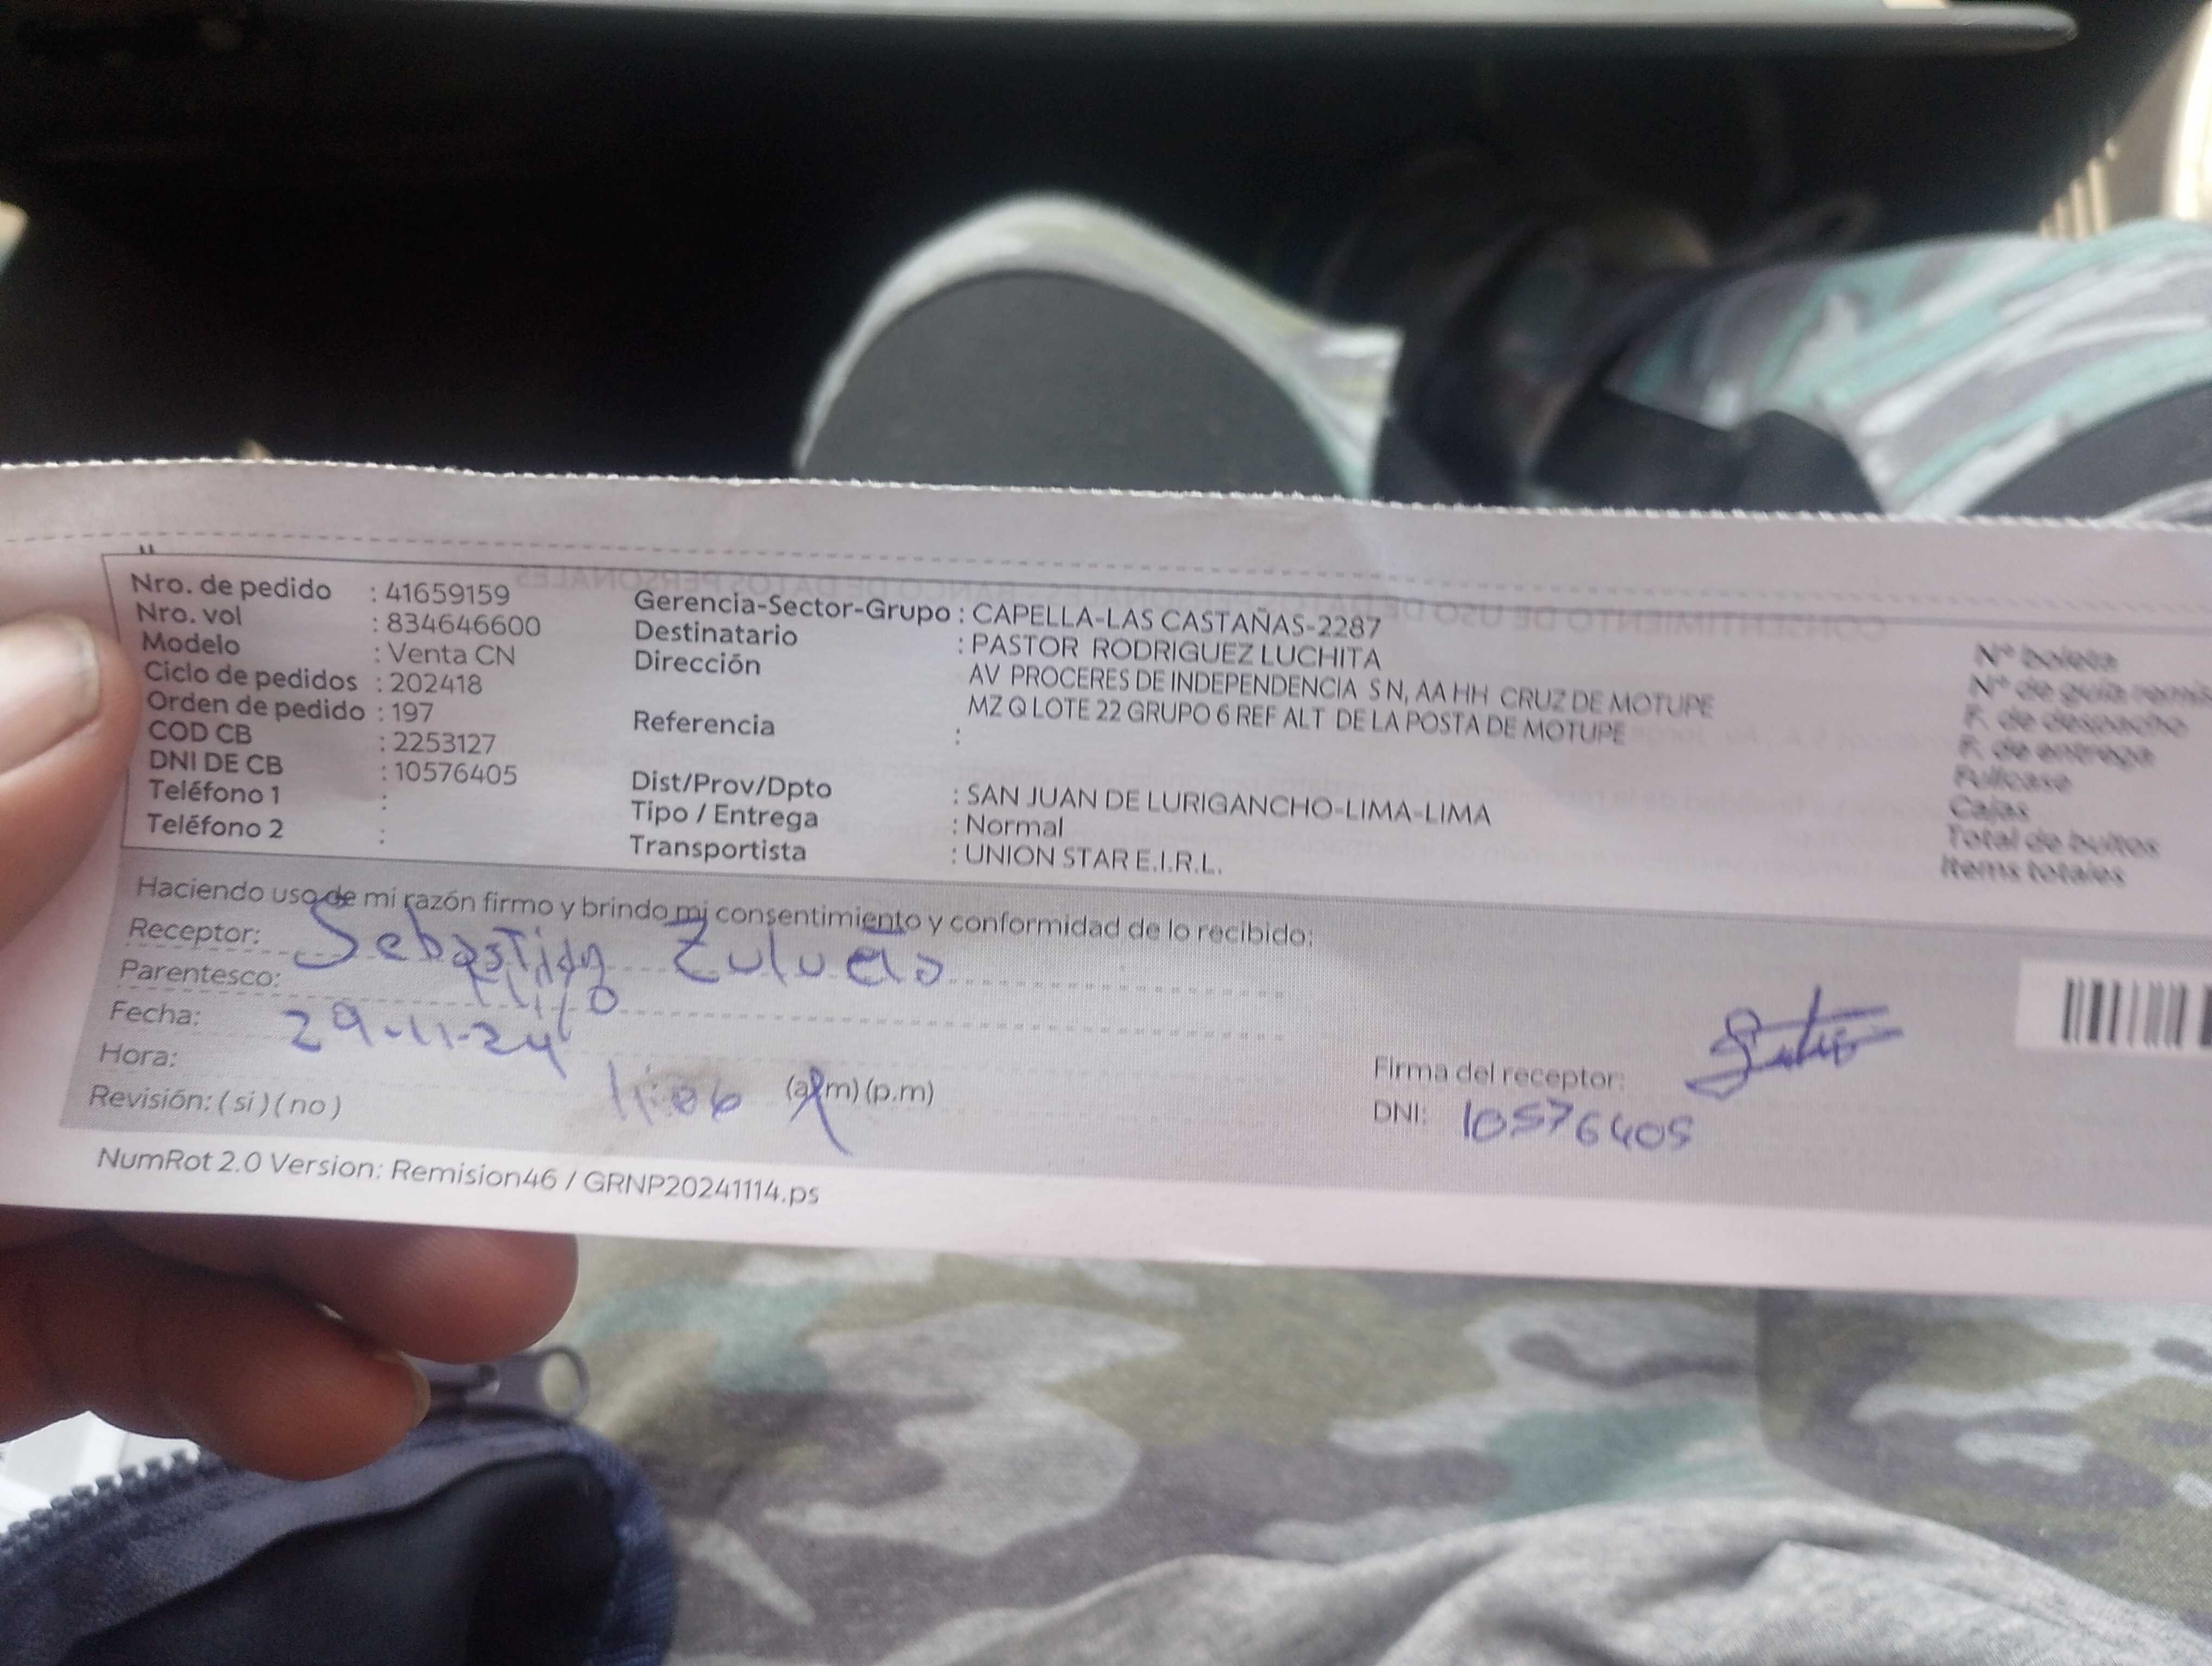 Nro. de pedido : 41659159
Nro. vol : 834646600
Modelo : Venta CN
Ciclo de pedidos : 202418
Orden de pedido : 197
COD CB : 2253127
DNI DE CB : 10576405
Teléfono 1 :
Teléfono 2 :
Gerencia-Sector-Grupo : CAPELLA-LAS CASTAÑAS-2287
Destinatario : PASTOR RODRIGUEZ LUCHITA
Dirección AV PROCERES DE INDEPENDENCIA S N, AA HH CRUZ DE MOTUPE
MZ Q LOTE 22 GRUPO 6 REF ALT DE LA POSTA DE MOTUPE
Referencia :
Dist/Prov/Dpto : SAN JUAN DE LURIGANCHO-LIMA-LIMA
Tipo / Entrega : Normal
Transportista : UNION STAR E.I.R.L.
N° boleta
N° de guía
F. de despacho
F. de entrega
Fullcase
Cajas
Total de bultos
Items totales
Haciendo uso de mi razón firmo y brindo mi consentimiento y conformidad de lo recibido:
Receptor: Sebastian
Parentesco: Hijo
Fecha: 29-11-24
Hora: 11:06 (a.m) (p.m)
Revisión: ( si ) ( no )
Firma del receptor:
DNI: 10576405
NumRot 2.0 Version: Remision46 / GRNP20241114.ps